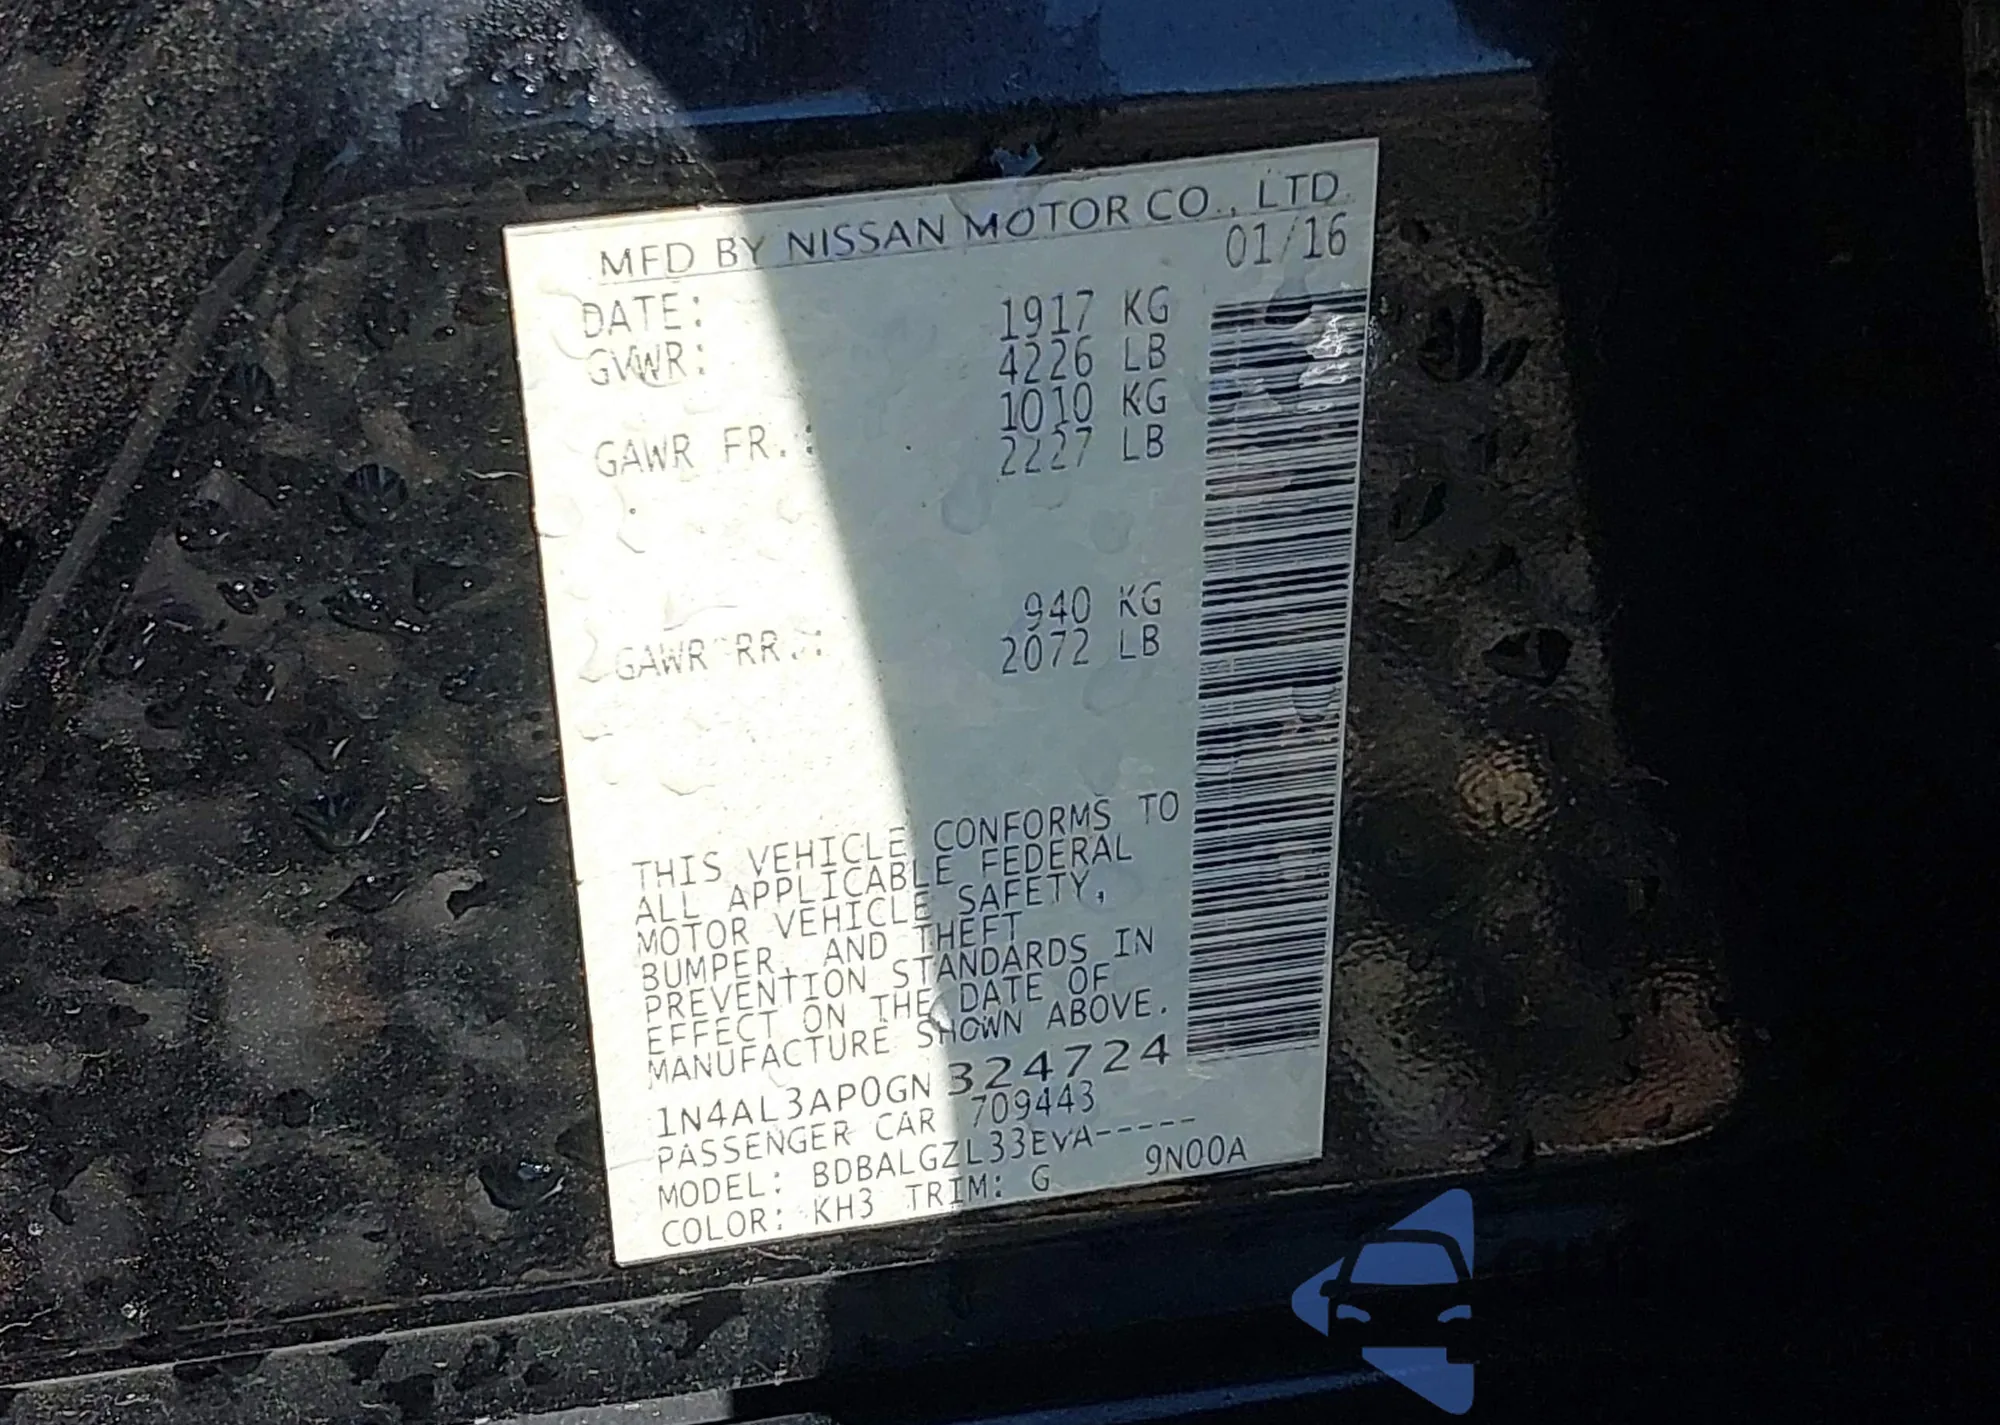 MFD BY NISSAN MOTOR CO., LTD.
DATE: 01/16
GVWR: 1917 KG
4226 LB
GAWR FR.: 1010 KG
2227 LB
GAWR RR.: 940 KG
2072 LB
THIS VEHICLE CONFORMS TO
ALL APPLICABLE FEDERAL
MOTOR VEHICLE SAFETY,
BUMPER, AND THEFT
PREVENTION STANDARDS IN
EFFECT ON THE DATE OF
MANUFACTURE SHOWN ABOVE.
1N4AL3AP0GN324724
PASSENGER CAR 709443
MODEL: BDBALGZL33EVA-----
COLOR: KH3 TRIM: G 9N00A